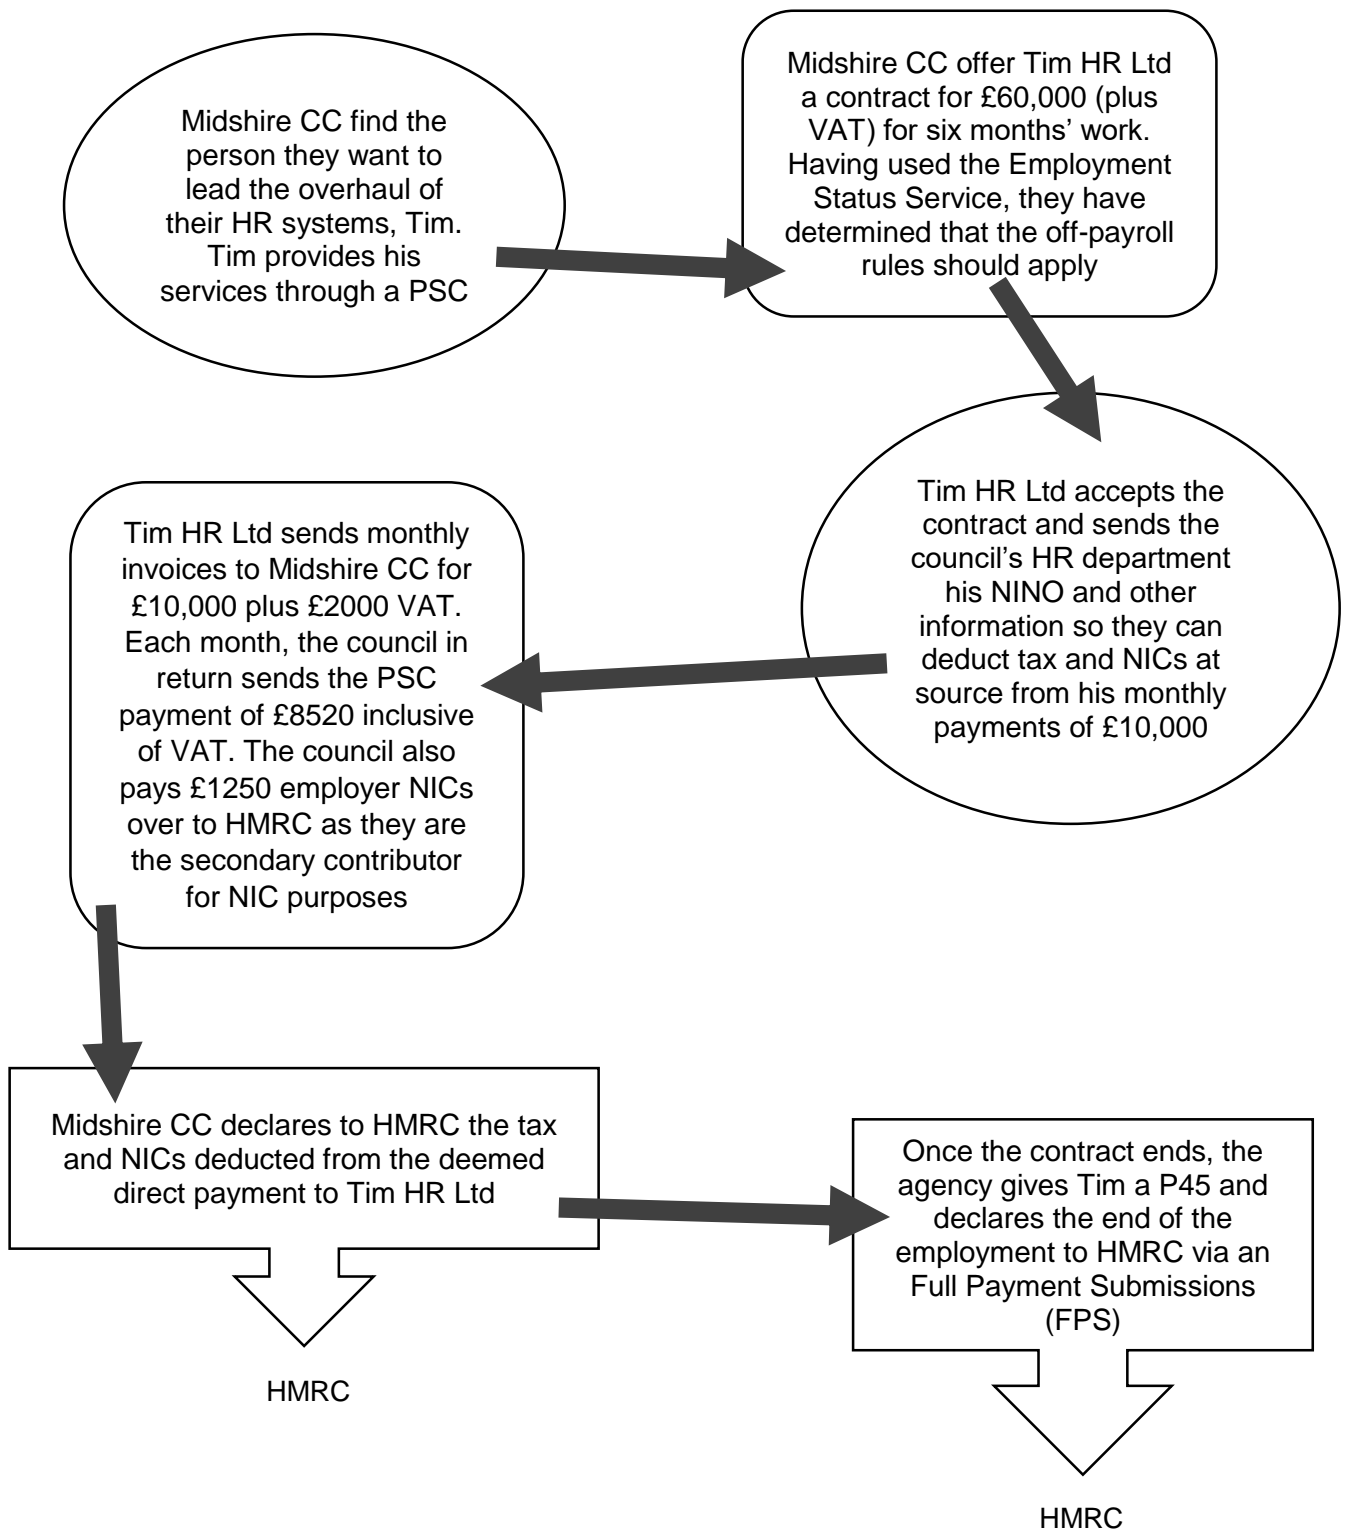 Midshire CC find the
person they want to
lead the overhaul of
their HR systems, Tim.
Tim provides his
services through a PSC
Midshire CC offer Tim HR Ltd
a contract for £60,000 (plus
VAT) for six months’ work.
Having used the Employment
Status Service, they have
determined that the off-payroll
rules should apply
Tim HR Ltd accepts the
contract and sends the
council’s HR department
his NINO and other
information so they can
deduct tax and NICs at
source from his monthly
payments of £10,000
Tim HR Ltd sends monthly
invoices to Midshire CC for
£10,000 plus £2000 VAT.
Each month, the council in
return sends the PSC
payment of £8520 inclusive
of VAT. The council also
pays £1250 employer NICs
over to HMRC as they are
the secondary contributor
for NIC purposes
Midshire CC declares to HMRC the tax
and NICs deducted from the deemed
direct payment to Tim HR Ltd
HMRC
Once the contract ends, the
agency gives Tim a P45 and
declares the end of the
employment to HMRC via an
Full Payment Submissions
(FPS)
HMRC